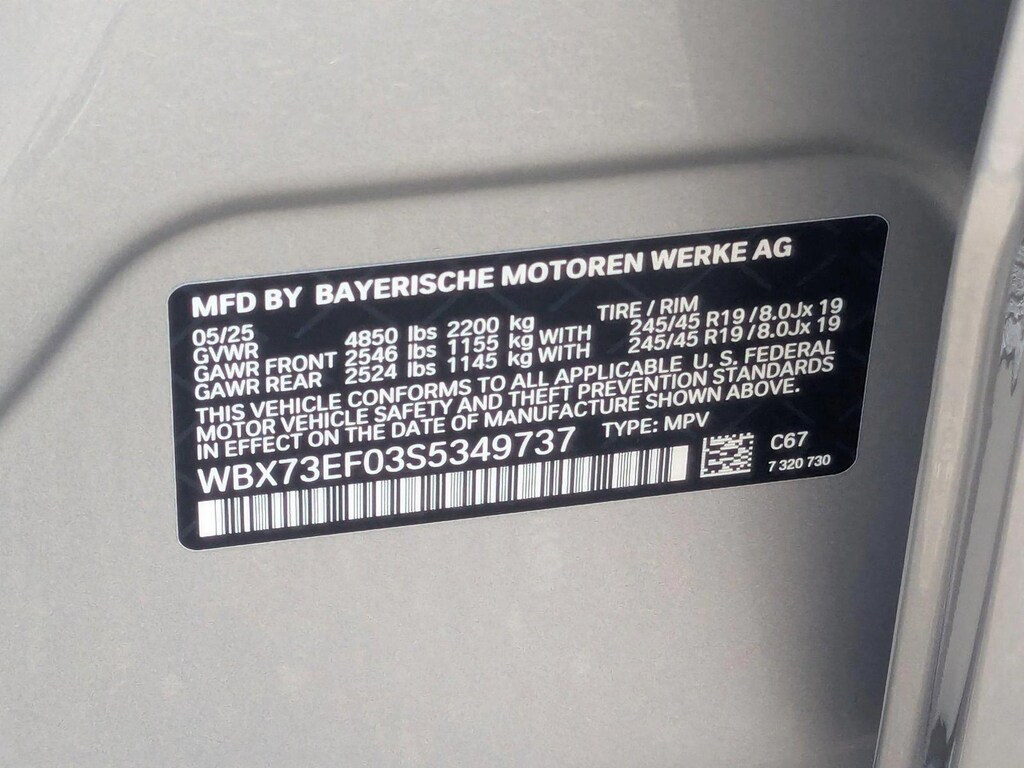 MFD BY BAYERISCHE MOTOREN WERKE AG
05/25 TIRE / RIM
GVWR 4850 lbs 2200 kg
GAWR FRONT 2546 lbs 1155 kg WITH 245/45 R19 /8.0Jx 19
GAWR REAR 2524 lbs 1145 kg WITH 245/45 R19 /8.0Jx 19
THIS VEHICLE CONFORMS TO ALL APPLICABLE U. S. FEDERAL
MOTOR VEHICLE SAFETY AND THEFT PREVENTION STANDARDS
IN EFFECT ON THE DATE OF MANUFACTURE SHOWN ABOVE.
WBX73EF03S5349737 TYPE: MPV
C67
7 320 730